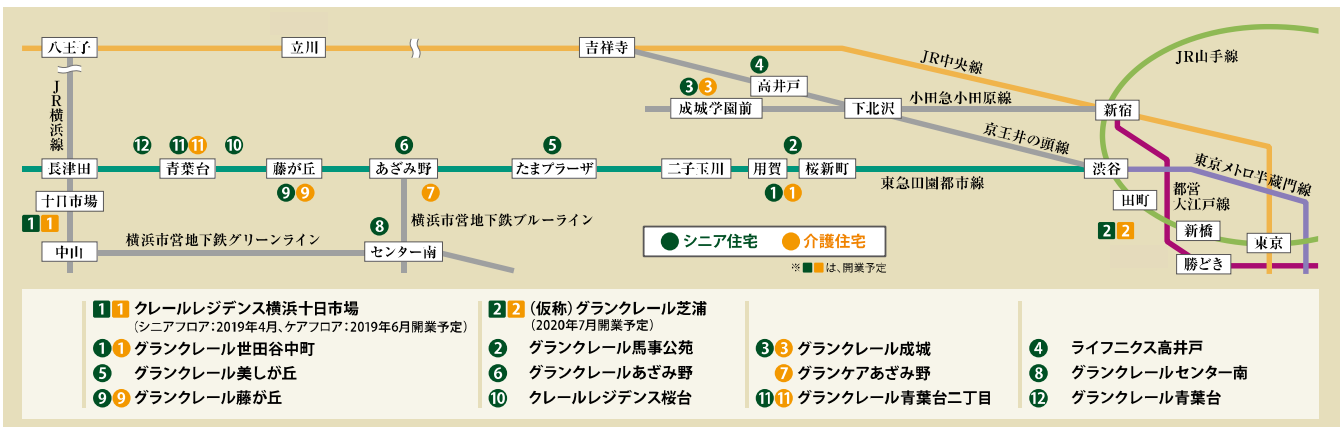 八王子
立川
吉祥寺
JR中央線
JR山手線
4
高井戸
3 3
成城学園前
下北沢
小田急小田原線
新宿
JR横浜線
京王井の頭線
12
11 11
10
6
5
2
長津田
青葉台
藤が丘
あざみ野
たまプラーザ
二子玉川
用賀
桜新町
東急田園都市線
渋谷
東京メトロ半蔵門線
9 9
7
1 1
十日市場
田町
都営
大江戸線
1 1
8
横浜市営地下鉄ブルーライン
2 2
新橋
中山
横浜市営地下鉄グリーンライン
センター南
シニア住宅 介護住宅
東京
勝どき
※ は、開業予定
1 1 クレールレジデンス横浜十日市場
(シニアフロア:2019年4月、ケアフロア:2019年6月開業予定)
1 1 グランクレール世田谷中町
5 グランクレール美しが丘
9 9 グランクレール藤が丘
2 2 (仮称)グランクレール芝浦
(2020年7月開業予定)
2 グランクレール馬事公苑
6 グランクレールあざみ野
10 クレールレジデンス桜台
3 3 グランクレール成城
7 グランケアあざみ野
11 11 グランクレール青葉台二丁目
4 ライフニクス高井戸
8 グランクレールセンター南
12 グランクレール青葉台